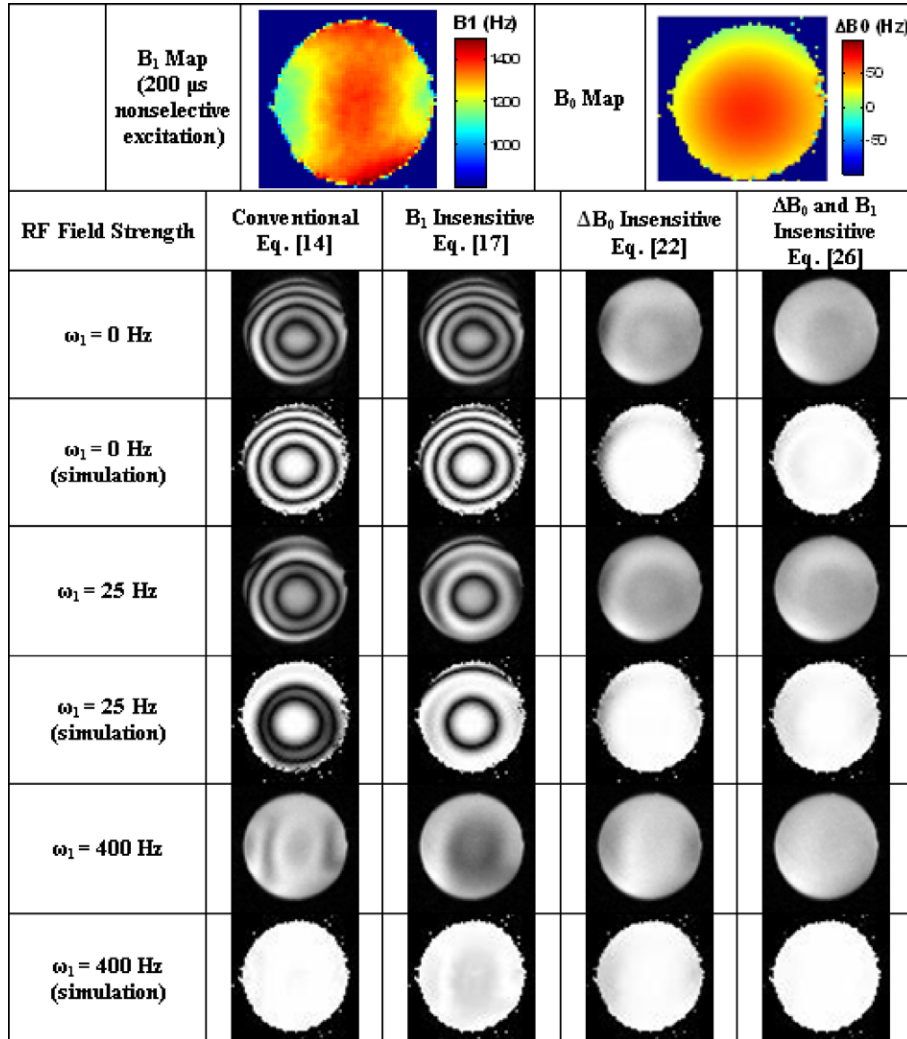 B₁ Map
(200 μs
nonselective
excitation)
B1 (Hz)
1400
1200
1000
B₀ Map
ΔB0 (Hz)
50
0
-50
RF Field Strength
Conventional
Eq. [14]
B₁ Insensitive
Eq. [17]
ΔB₀ Insensitive
Eq. [22]
ΔB₀ and B₁
Insensitive
Eq. [26]
ω₁ = 0 Hz
ω₁ = 0 Hz
(simulation)
ω₁ = 25 Hz
ω₁ = 25 Hz
(simulation)
ω₁ = 400 Hz
ω₁ = 400 Hz
(simulation)